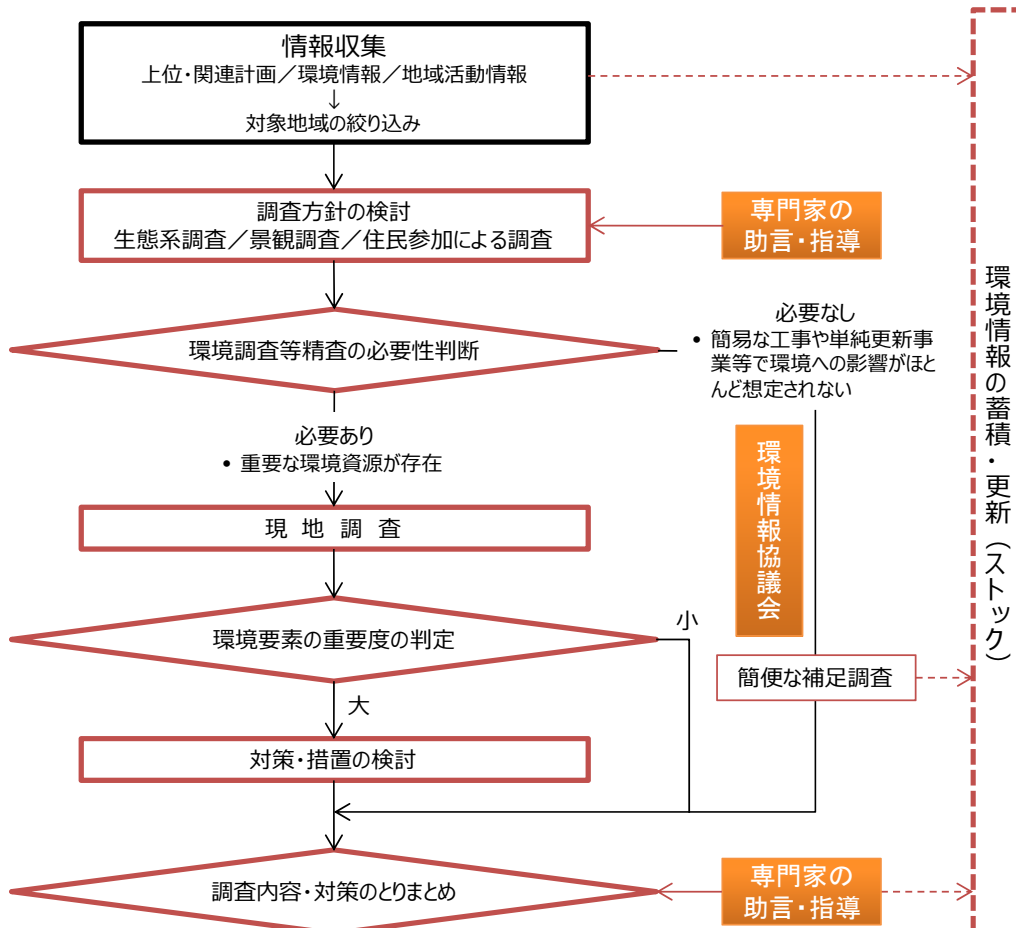 情報収集
上位・関連計画／環境情報／地域活動情報
↓
対象地域の絞り込み
調査方針の検討
生態系調査／景観調査／住民参加による調査
専門家の
助言・指導
環境調査等精査の必要性判断
必要なし
• 簡易な工事や単純更新事
業等で環境への影響がほと
んど想定されない
必要あり
• 重要な環境資源が存在
環境情報協議会
現地調査
環境要素の重要度の判定
小
大
簡便な補足調査
対策・措置の検討
調査内容・対策のとりまとめ
専門家の
助言・指導
環境情報の蓄積・更新（ストック）